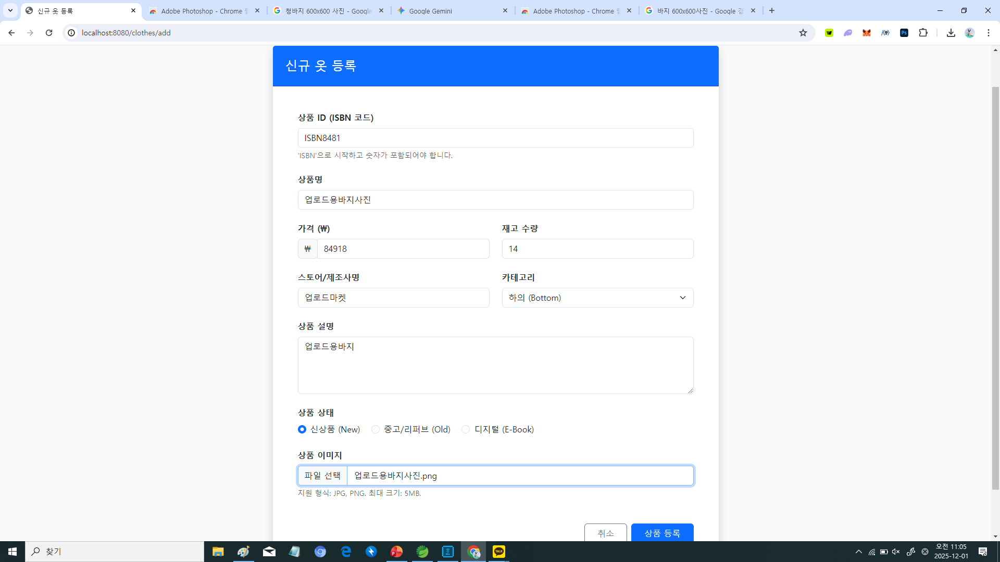 신규 옷 등록
Adobe Photoshop - Chrome 웹
청바지 600x600 사진 - Google
Google Gemini
Adobe Photoshop - Chrome 웹
바지 600x600사진 - Google 검
localhost:8080/clothes/add
Ps
신규 옷 등록
상품 ID (ISBN 코드)
ISBN8481
'ISBN'으로 시작하고 숫자가 포함되어야 합니다.
상품명
업로드용바지사진
가격 (₩)
재고 수량
₩ 84918
14
스토어/제조사명
카테고리
업로드마켓
하의 (Bottom)
상품 설명
업로드용바지
상품 상태
신상품 (New) 중고/리퍼브 (Old) 디지털 (E-Book)
상품 이미지
파일 선택 업로드용바지사진.png
지원 형식: JPG, PNG. 최대 크기: 5MB.
취소 상품 등록
찾기
TALK
오전 11:05
2025-12-01